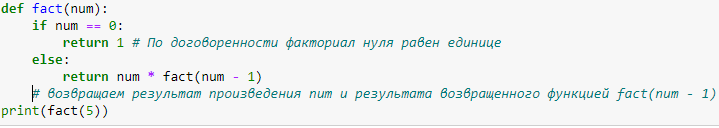 def fact(num):
    if num == 0:
        return 1 # По договоренности факториал нуля равен единице
    else:
        return num * fact(num - 1)
    # возвращаем результат произведения num и результата возвращенного функцией fact(num - 1)
print(fact(5))